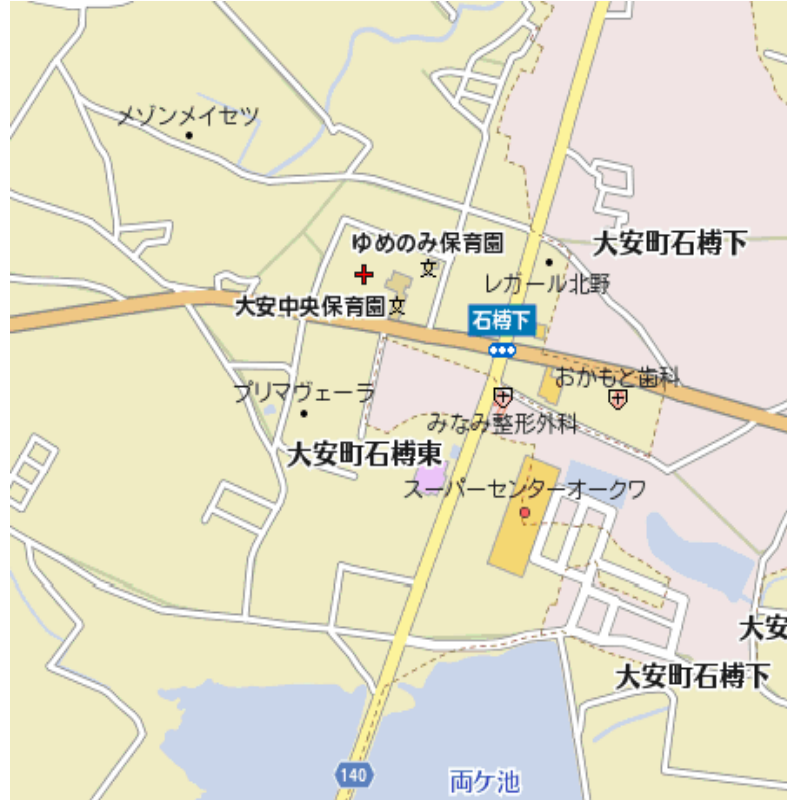 メゾンメイセツ
ゆめのみ保育園
大安町石榑下
レガール北野
大安中央保育園
石榑下
おかもと歯科
プリマヴェーラ
みなみ整形外科
大安町石榑東
スーパーセンターオークワ
大安
大安町石榑下
140
両ケ池